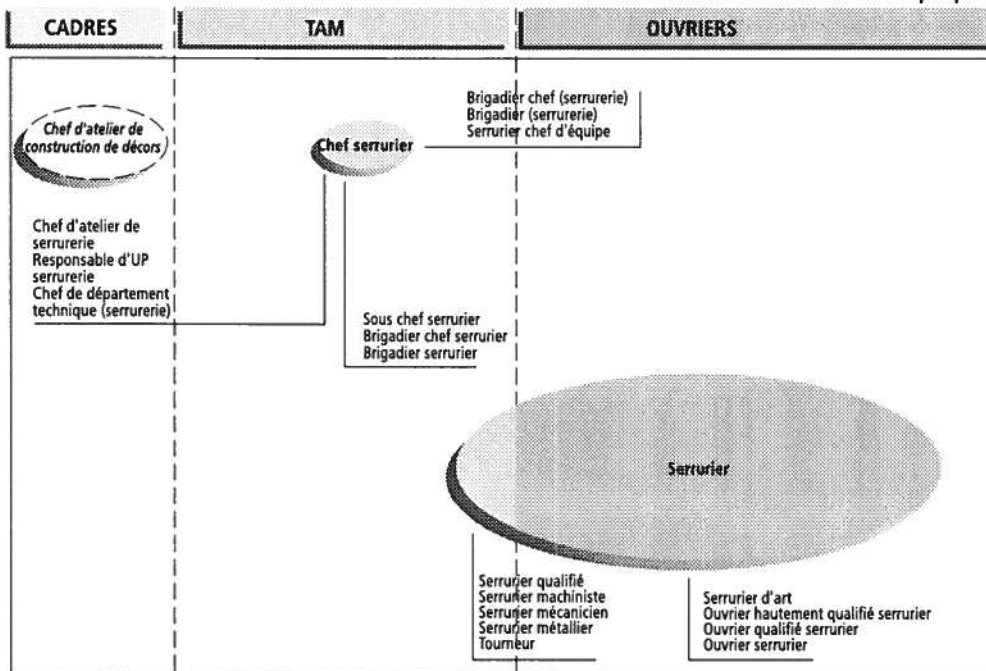 CADRES
TAM
OUVRIERS
Chef d'atelier de
construction de décors
Chef serrurier
Brigadier chef (serrurerie)
Brigadier (serrurerie)
Serrurier chef d'équipe
Chef d'atelier de
serrurerie
Responsable d'UP
serrurerie
Chef de département
technique (serrurerie)
Sous chef serrurier
Brigadier chef serrurier
Brigadier serrurier
Serrurier
Serrurier qualifié
Serrurier machiniste
Serrurier mécanicien
Serrurier métallier
Tourneur
Serrurier d'art
Ouvrier hautement qualifié serrurier
Ouvrier qualifié serrurier
Ouvrier serrurier